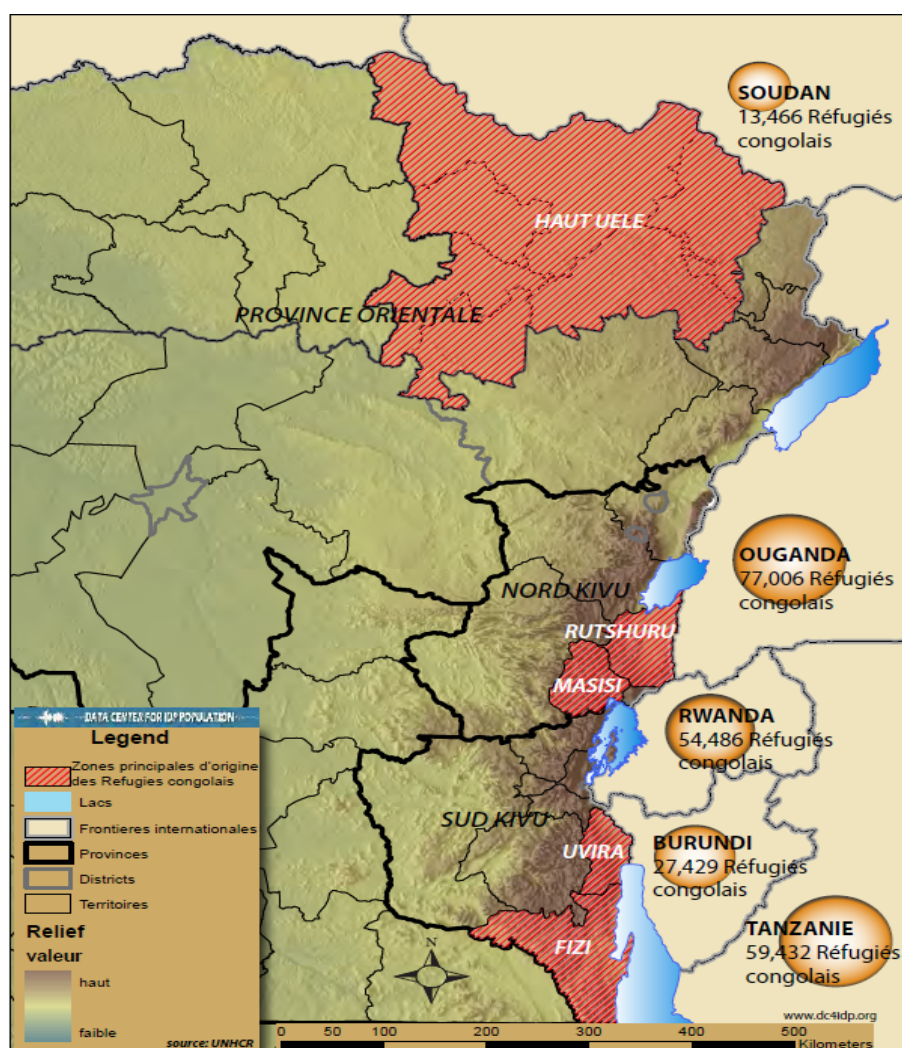 SOUDAN
13,466 Réfugiés
congolais
HAUT UELE
PROVINCE ORIENTALE
OUGANDA
77,006 Réfugiés
congolais
NORD KIVU
RUTSHURU
MASISI
RWANDA
54,486 Réfugiés
congolais
SUD KIVU
UVIRA
BURUNDI
27,429 Réfugiés
congolais
FIZI
TANZANIE
59,432 Réfugiés
congolais
DATA CENTER FOR IDP POPULATION
Legend
Zones principales d'origine
des Refugies congolais
Lacs
Frontieres internationales
Provinces
Districts
Territoires
Relief
valeur
haut
faible
source: UNHCR
N
www.dc4idp.org
0 50 100 200 300 400 500
Kilometers